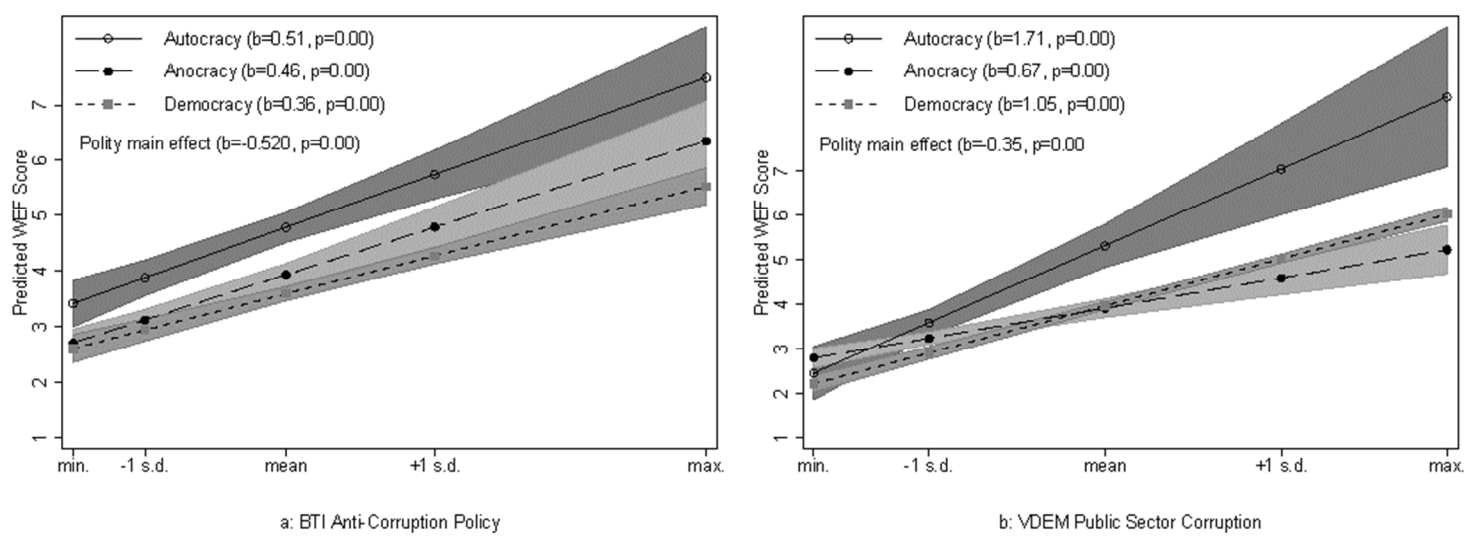 Autocracy (b=0.51, p=0.00)
Anocracy (b=0.46, p=0.00)
Democracy (b=0.36, p=0.00)
Polity main effect (b=-0.520, p=0.00)
Predicted WEF Score
7
6
5
4
3
2
1
min. -1 s.d. mean +1 s.d. max.
a: BTI Anti-Corruption Policy
Autocracy (b=1.71, p=0.00)
Anocracy (b=0.67, p=0.00)
Democracy (b=1.05, p=0.00)
Polity main effect (b=-0.35, p=0.00
Predicted WEF Score
7
6
5
4
3
2
1
min. -1 s.d. mean +1 s.d. max.
b: VDEM Public Sector Corruption